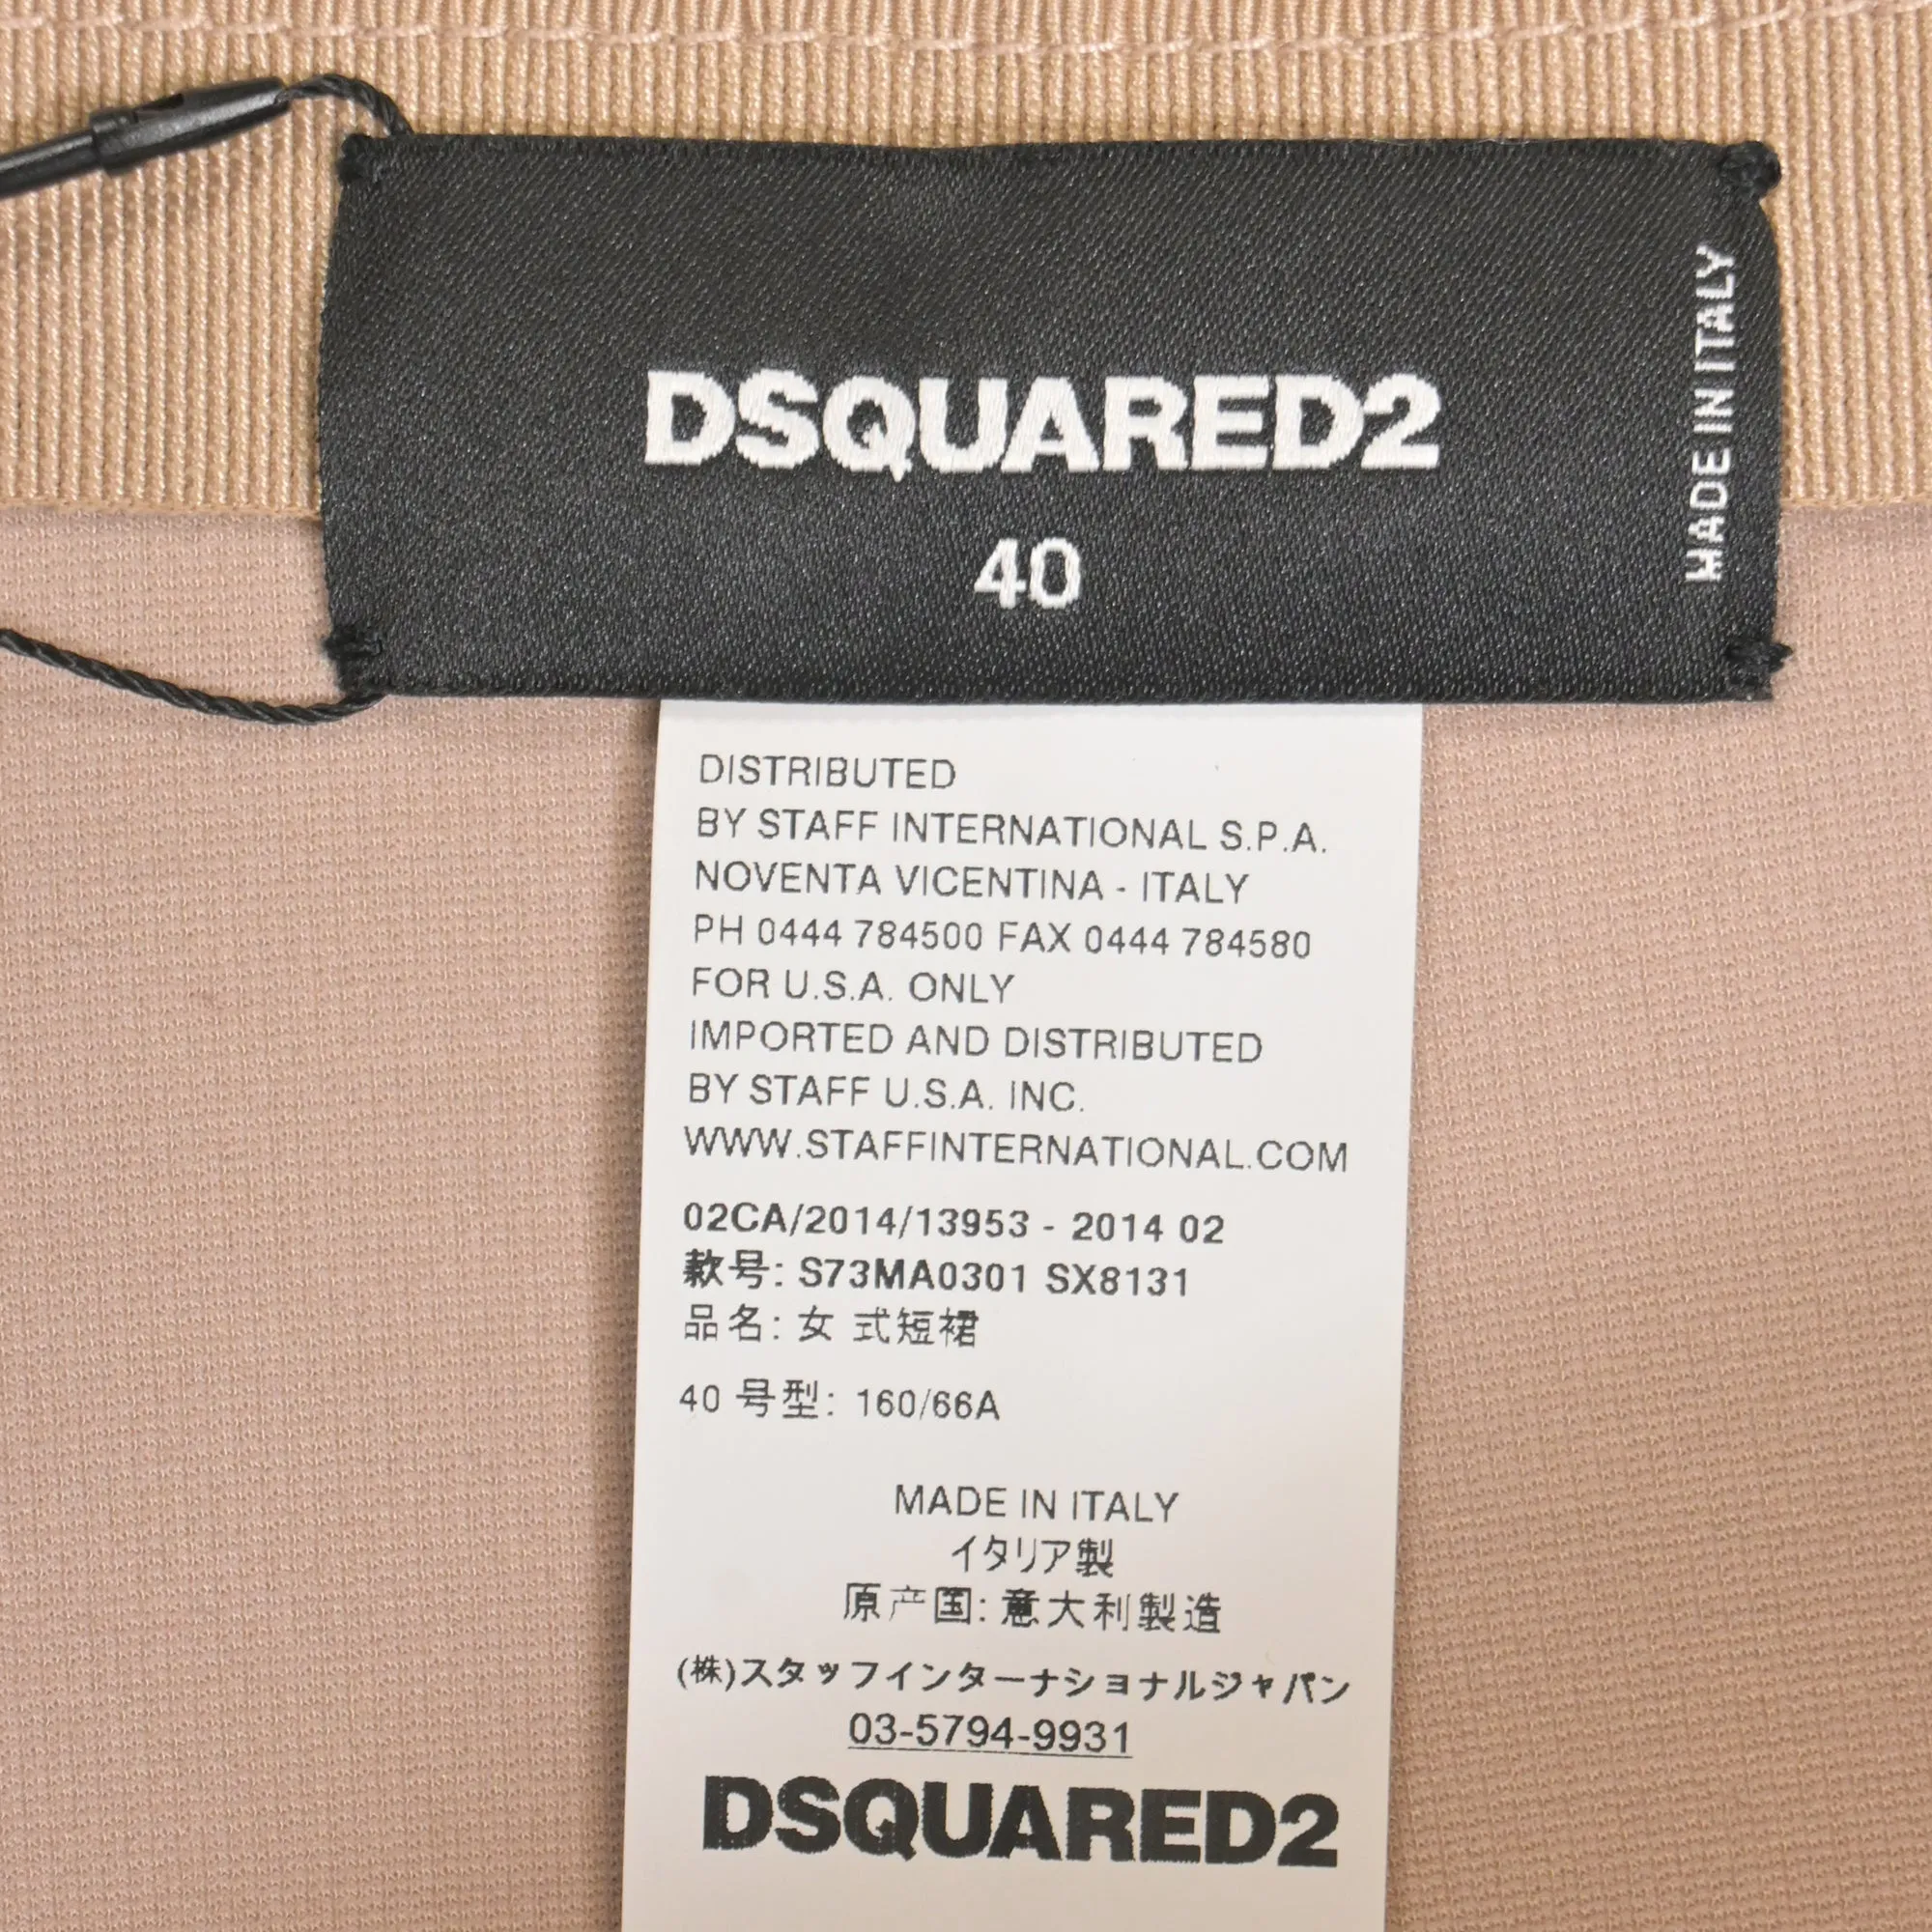 DSQUARED2
40
MADE IN ITALY
DISTRIBUTED
BY STAFF INTERNATIONAL S.P.A.
NOVENTA VICENTINA - ITALY
PH 0444 784500 FAX 0444 784580
FOR U.S.A. ONLY
IMPORTED AND DISTRIBUTED
BY STAFF U.S.A. INC.
WWW.STAFFINTERNATIONAL.COM
02CA/2014/13953 - 2014 02
款号: S73MA0301 SX8131
品名: 女 式短裙
40 号型: 160/66A
MADE IN ITALY
イタリア製
原产国: 意大利製造
(株)スタッフインターナショナルジャパン
03-5794-9931
DSQUARED2